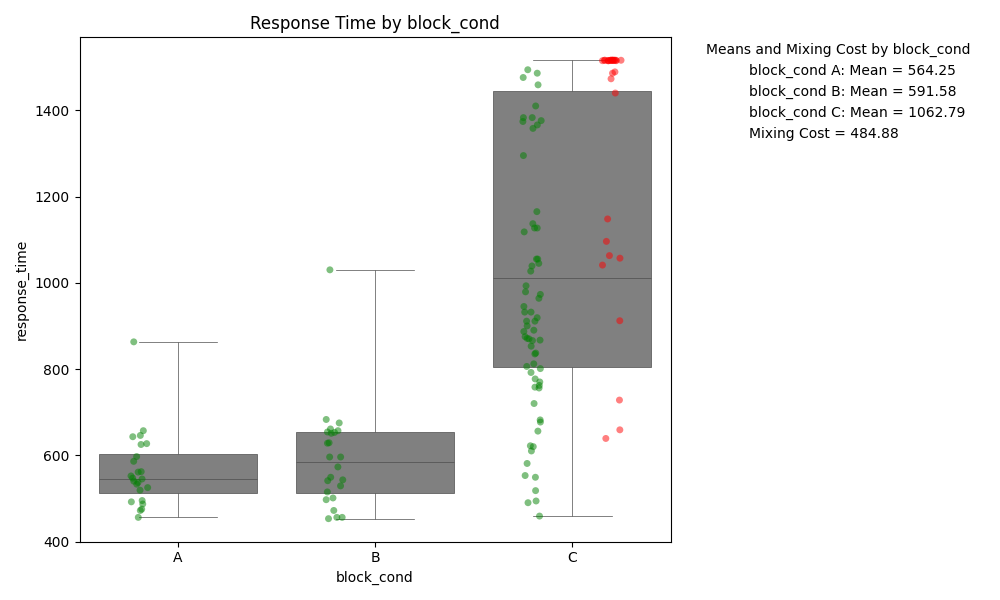 Response Time by block_cond
Means and Mixing Cost by block_cond
block_cond A: Mean = 564.25
block_cond B: Mean = 591.58
block_cond C: Mean = 1062.79
Mixing Cost = 484.88
response_time
1400
1200
1000
800
600
400
A
B
C
block_cond